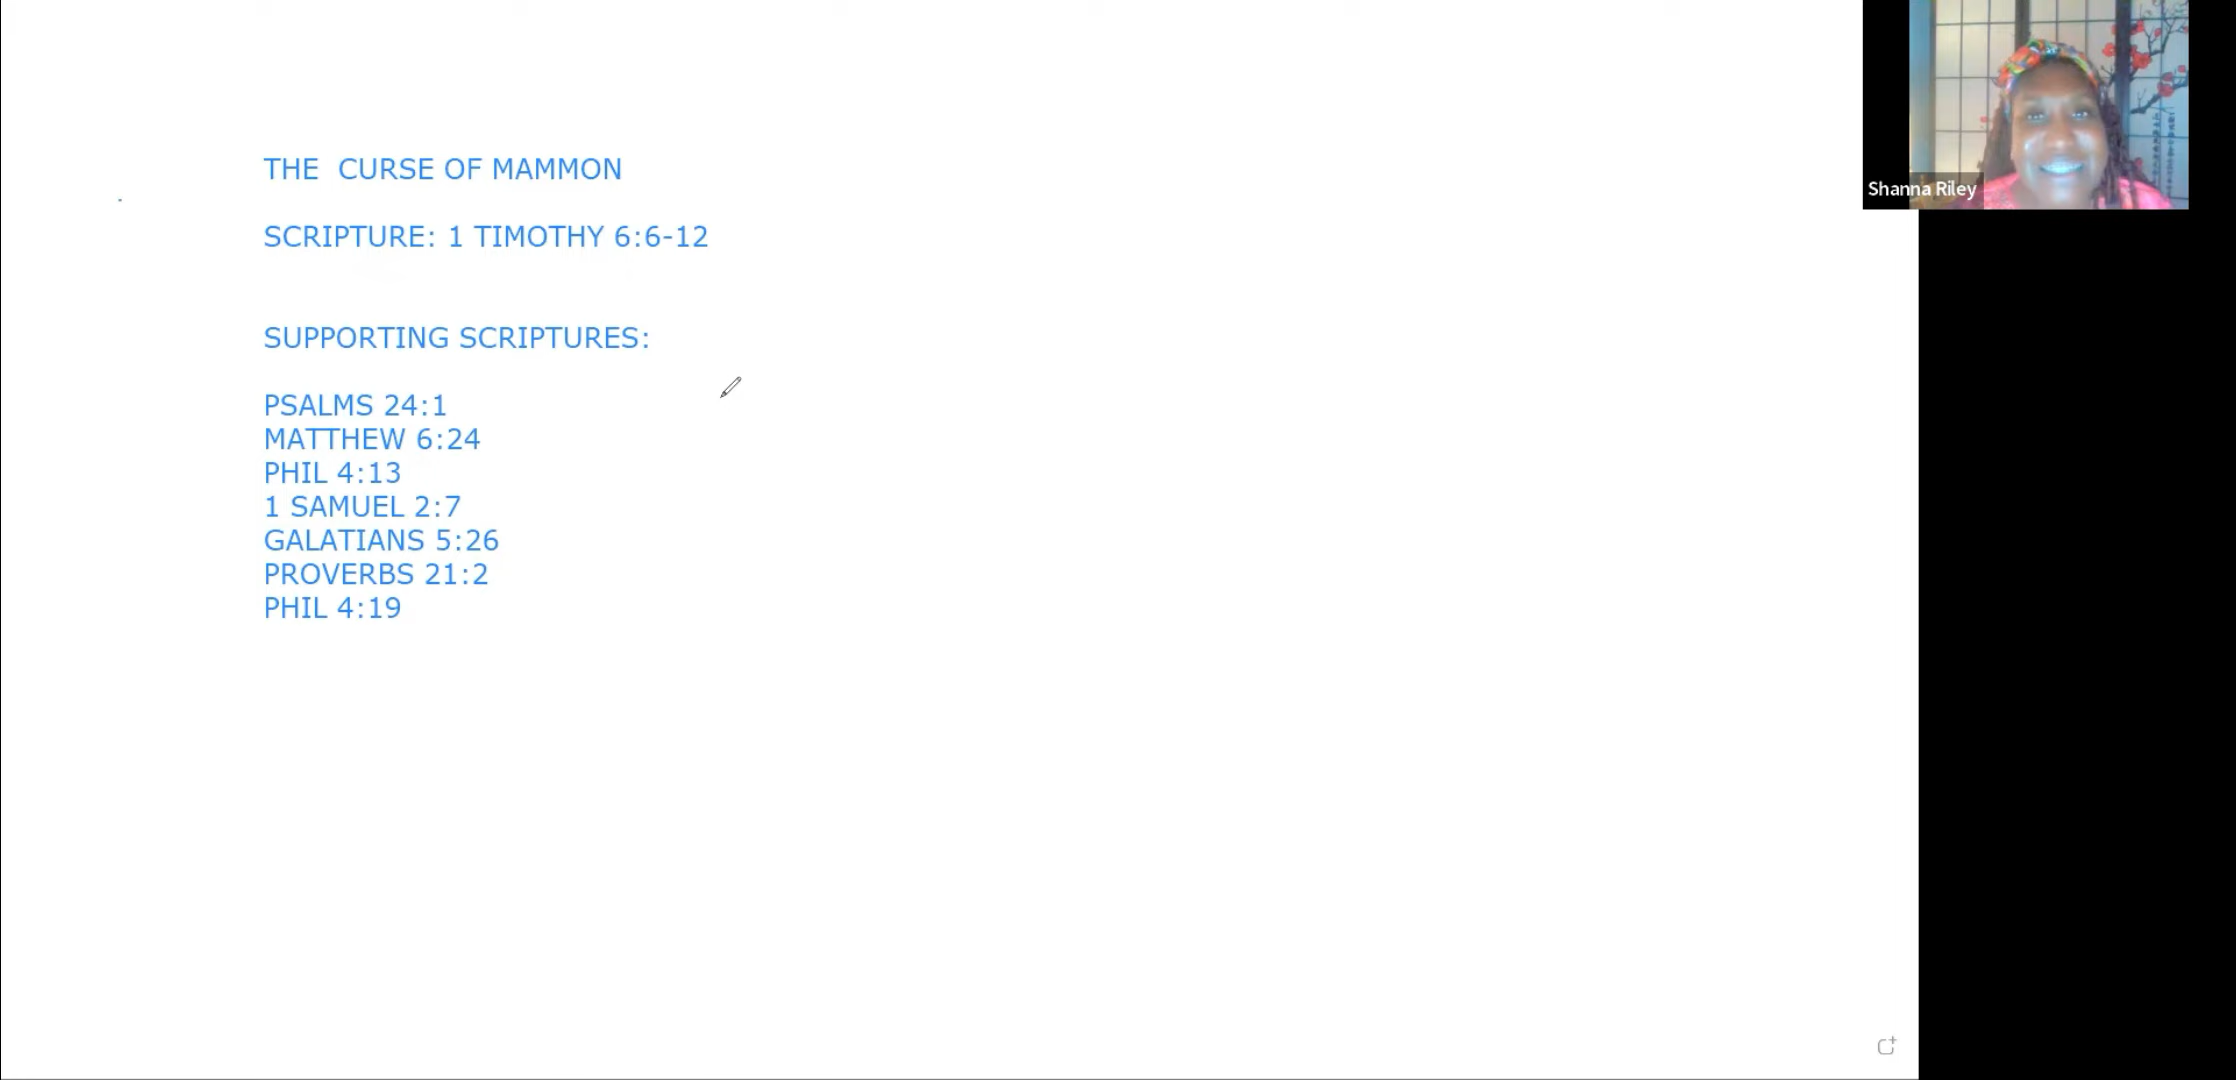 THE  CURSE OF MAMMON
SCRIPTURE: 1 TIMOTHY 6:6-12
SUPPORTING SCRIPTURES:
PSALMS 24:1
MATTHEW 6:24
PHIL 4:13
1 SAMUEL 2:7
GALATIANS 5:26
PROVERBS 21:2
PHIL 4:19
Shanna Riley